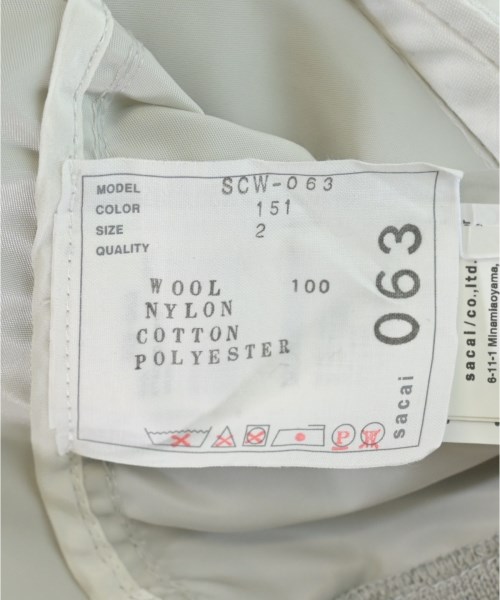 MODEL SCW-063
COLOR 151
SIZE 2
QUALITY
WOOL 100
NYLON
COTTON
POLYESTER
P W
sacai 063
sacai/co.,ltd.
6-11-1 Minamiaoyama,